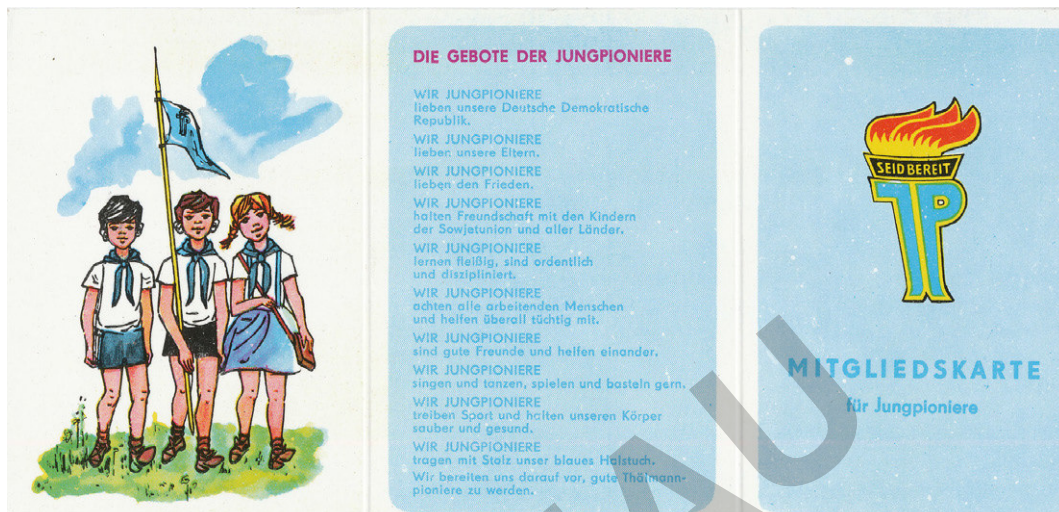 DIE GEBOTE DER JUNGPIONIERE
WIR JUNGPIONIERE
lieben unsere Deutsche Demokratische
Republik.
WIR JUNGPIONIERE
lieben unsere Eltern.
WIR JUNGPIONIERE
lieben den Frieden.
WIR JUNGPIONIERE
halten Freundschaft mit den Kindern
der Sowjetunion und aller Länder.
WIR JUNGPIONIERE
lernen fleißig, sind ordentlich
und diszipliniert.
WIR JUNGPIONIERE
achten alle arbeitenden Menschen
und helfen überall tüchtig mit.
WIR JUNGPIONIERE
sind gute Freunde und helfen einander.
WIR JUNGPIONIERE
singen und tanzen, spielen und basteln gern.
WIR JUNGPIONIERE
treiben Sport und halten unseren Körper
sauber und gesund.
WIR JUNGPIONIERE
tragen mit Stolz unser blaues Halstuch.
Wir bereiten uns darauf vor, gute Thälmann-
pioniere zu werden.
SEID BEREIT
JP
MITGLIEDSKARTE
für Jungpioniere
AU